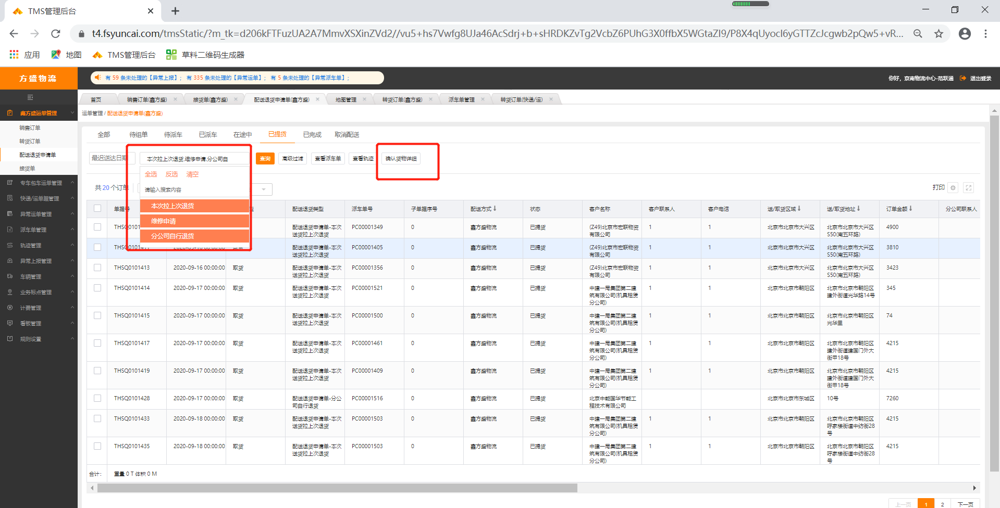 TMS管理后台
t4.fsyuncai.com/tmsStatic/?m_tk=d206kFTFuzUA2A7MmvXSXinZVd2//vu5+hs7Vwfg8UJa46AcSdrj+b+sHRDKZvTg2VcbZ6PUhG3X0ffbX5WGtaZI9/P8X4qUyocl6yGTTZcJcgwb2pQw5+vR...
应用 地图 TMS管理后台 草料二维码生成器
方盛物流
有 59 条未处理的【异常上报】； 有 335 条未处理的【异常运单】； 有 5 条未处理的【异常派车单】；
你好，京南物流中心-范跃通 退出登录
首页 销售订单(鑫方盛) 接货单(鑫方盛) 配送退货申请单(鑫方盛) 地图管理 转货订单(鑫方盛) 派车单管理 转货订单(快递/运)
运单管理 / 配送退货申请单(鑫方盛)
鑫方盛运单管理
销售订单
转货订单
配送退货申请单
接货单
专车包车运单管理
快递/运单据管理
异常运单管理
派车单管理
轨迹管理
异常上报管理
车辆管理
业务标点管理
计费管理
看板管理
规则设置
全部 待组单 待派车 已派车 在途中 已提货 已完成 取消配送
最迟送达日期 本次拉上次退货,维修申请,分公司自 查询 高级过滤 查看派车单 查看轨迹 确认货物详细
全选 反选 清空
请输入搜索内容
本次拉上次退货
维修申请
分公司自行退货
共 20 个订单 打印
单据号 型 配送退货类型 派车单号 子单据序号 配送方式 状态 客户名称 客户联系人 客户电话 送/取货区域 送/取货地址 订单金额 分公司联系人
THSQ0101 配送退货申请单-本次送货拉上次退货 PC00001349 0 鑫方盛物流 已提货 (Z49)北京市宏联物资有限公司 1 1 北京市北京市大兴区 北京市北京市大兴区S50(南五环路) 4900
配送退货申请单-本次送货拉上次退货 PC00001405 0 鑫方盛物流 已提货 (Z49)北京市宏联物资有限公司 1 1 北京市北京市大兴区 北京市北京市大兴区S50(南五环路) 3810
THSQ0101413 2020-09-16 00:00:00 取货 配送退货申请单-本次送货拉上次退货 PC00001356 0 鑫方盛物流 已提货 (Z49)北京市宏联物资有限公司 1 1 北京市北京市大兴区 北京市北京市大兴区S50(南五环路) 3423
THSQ0101414 2020-09-17 00:00:00 取货 配送退货申请单-本次送货拉上次退货 PC00001521 0 鑫方盛物流 已提货 中建一局集团第二建筑有限公司(机具租赁分公司) 1 1 北京市北京市朝阳区 北京市北京市朝阳区建外街道光华路14号 345
THSQ0101415 2020-09-17 00:00:00 取货 配送退货申请单-本次送货拉上次退货 PC00001500 0 鑫方盛物流 已提货 中建一局集团第二建筑有限公司(机具租赁分公司) 1 1 北京市北京市朝阳区 北京市北京市朝阳区光华里 74
THSQ0101417 2020-09-17 00:00:00 取货 配送退货申请单-本次送货拉上次退货 PC00001461 0 鑫方盛物流 已提货 中建一局集团第二建筑有限公司(机具租赁分公司) 1 1 北京市北京市朝阳区 北京市北京市朝阳区建外街道建国门外大街甲18号 4215
THSQ0101419 2020-09-17 00:00:00 取货 配送退货申请单-本次送货拉上次退货 PC00001409 0 鑫方盛物流 已提货 中建一局集团第二建筑有限公司(机具租赁分公司) 1 1 北京市北京市朝阳区 北京市北京市朝阳区建外街道建国门外大街甲18号 4215
THSQ0101428 2020-09-17 00:00:00 取货 配送退货申请单-分公司自行退货 PC00001516 0 鑫方盛物流 已提货 北京中能国华节能工程技术有限公司 北京市北京市东城区 10号 7260
THSQ0101433 2020-09-18 00:00:00 取货 配送退货申请单-本次送货拉上次退货 PC00001503 0 鑫方盛物流 已提货 中建一局集团第二建筑有限公司(机具租赁分公司) 1 1 北京市北京市朝阳区 北京市北京市朝阳区呼家楼街道中纺街28号 4215
THSQ0101435 2020-09-18 00:00:00 取货 配送退货申请单-本次送货拉上次退货 PC00001503 0 鑫方盛物流 已提货 中建一局集团第二建筑有限公司(机具租赁分公司) 1 1 北京市北京市朝阳区 北京市北京市朝阳区呼家楼街道中纺街28号 4215
合计： 重量 0 T 体积 0 M
上一页 1 2 下一页